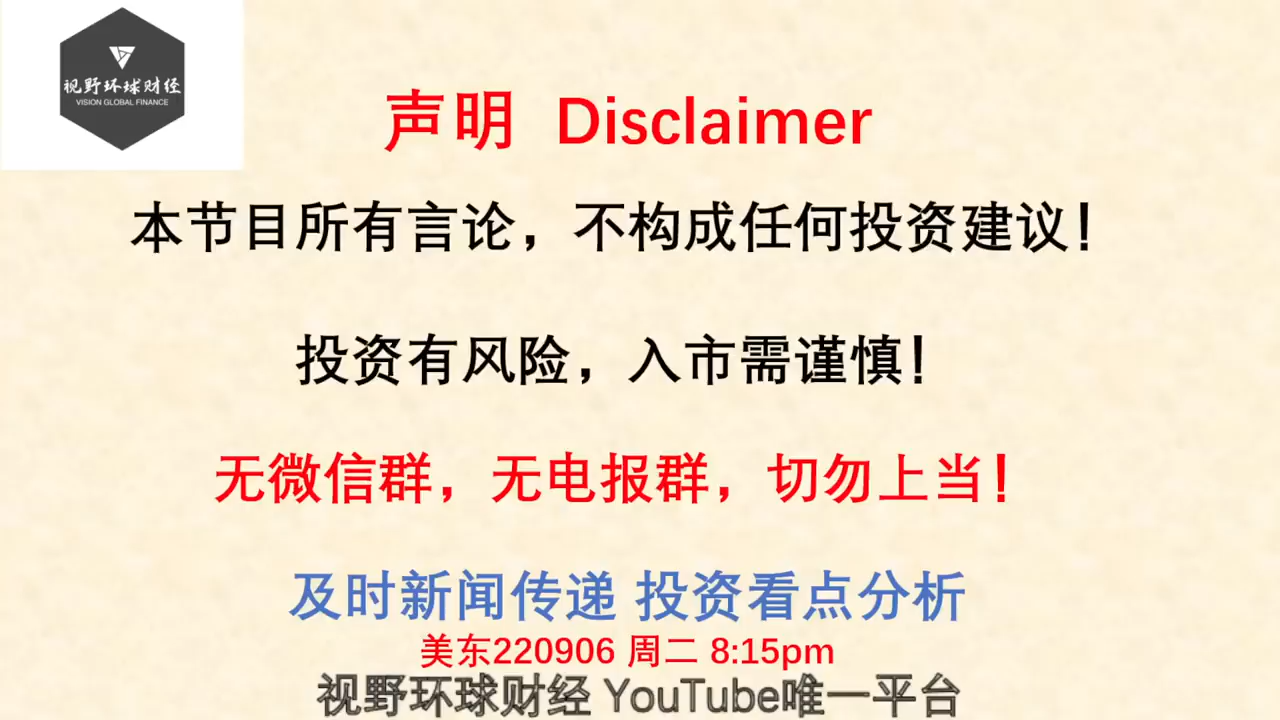 视野环球财经
VISION GLOBAL FINANCE
声明 Disclaimer
本节目所有言论，不构成任何投资建议！
投资有风险，入市需谨慎！
无微信群，无电报群，切勿上当！
及时新闻传递 投资看点分析
美东220906 周二 8:15pm
视野环球财经 YouTube唯一平台